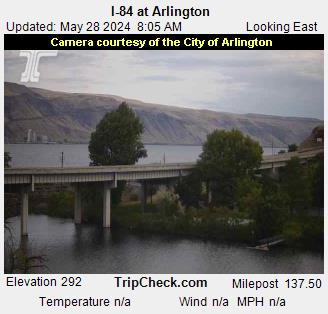 I-84 at Arlington
Updated: May 28 2024 8:05 AM Looking East
Camera courtesy of the City of Arlington
Elevation 292 TripCheck.com Milepost 137.50
Temperature n/a Wind n/a MPH n/a